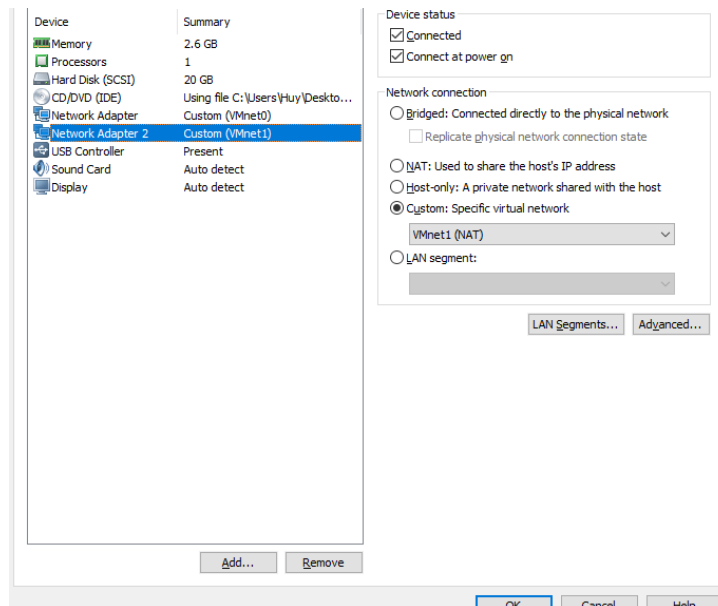 Device Summary
Memory 2.6 GB
Processors 1
Hard Disk (SCSI) 20 GB
CD/DVD (IDE) Using file C:\Users\Huy\Deskto...
Network Adapter Custom (VMnet0)
Network Adapter 2 Custom (VMnet1)
USB Controller Present
Sound Card Auto detect
Display Auto detect
Add... Remove
Device status
Connected
Connect at power on
Network connection
Bridged: Connected directly to the physical network
Replicate physical network connection state
NAT: Used to share the host's IP address
Host-only: A private network shared with the host
Custom: Specific virtual network
VMnet1 (NAT)
LAN segment:
LAN Segments... Advanced...
OK Cancel Help